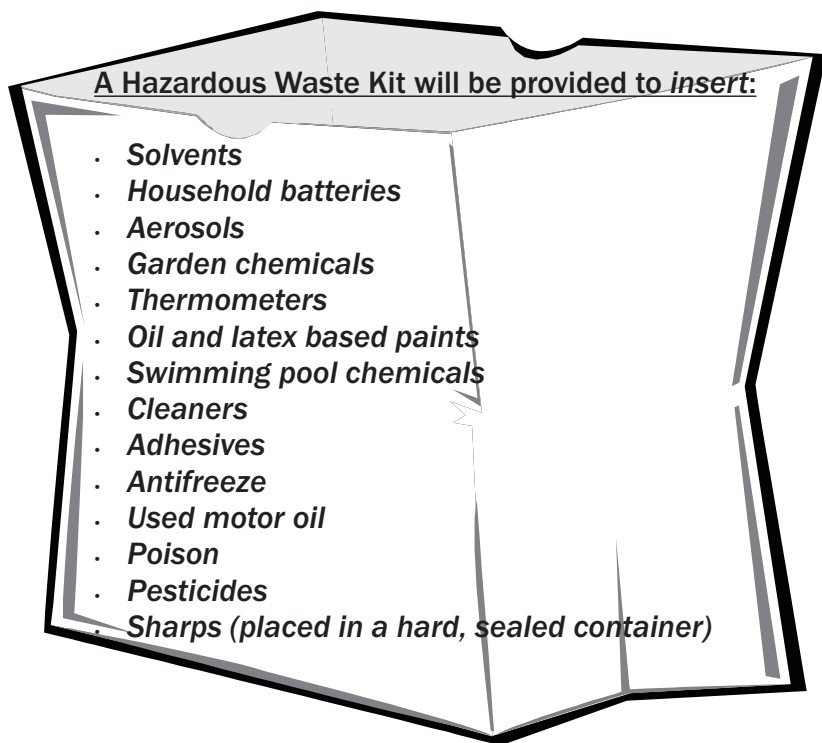 A Hazardous Waste Kit will be provided to insert:
· Solvents
· Household batteries
· Aerosols
· Garden chemicals
· Thermometers
· Oil and latex based paints
· Swimming pool chemicals
· Cleaners
· Adhesives
· Antifreeze
· Used motor oil
· Poison
· Pesticides
· Sharps (placed in a hard, sealed container)